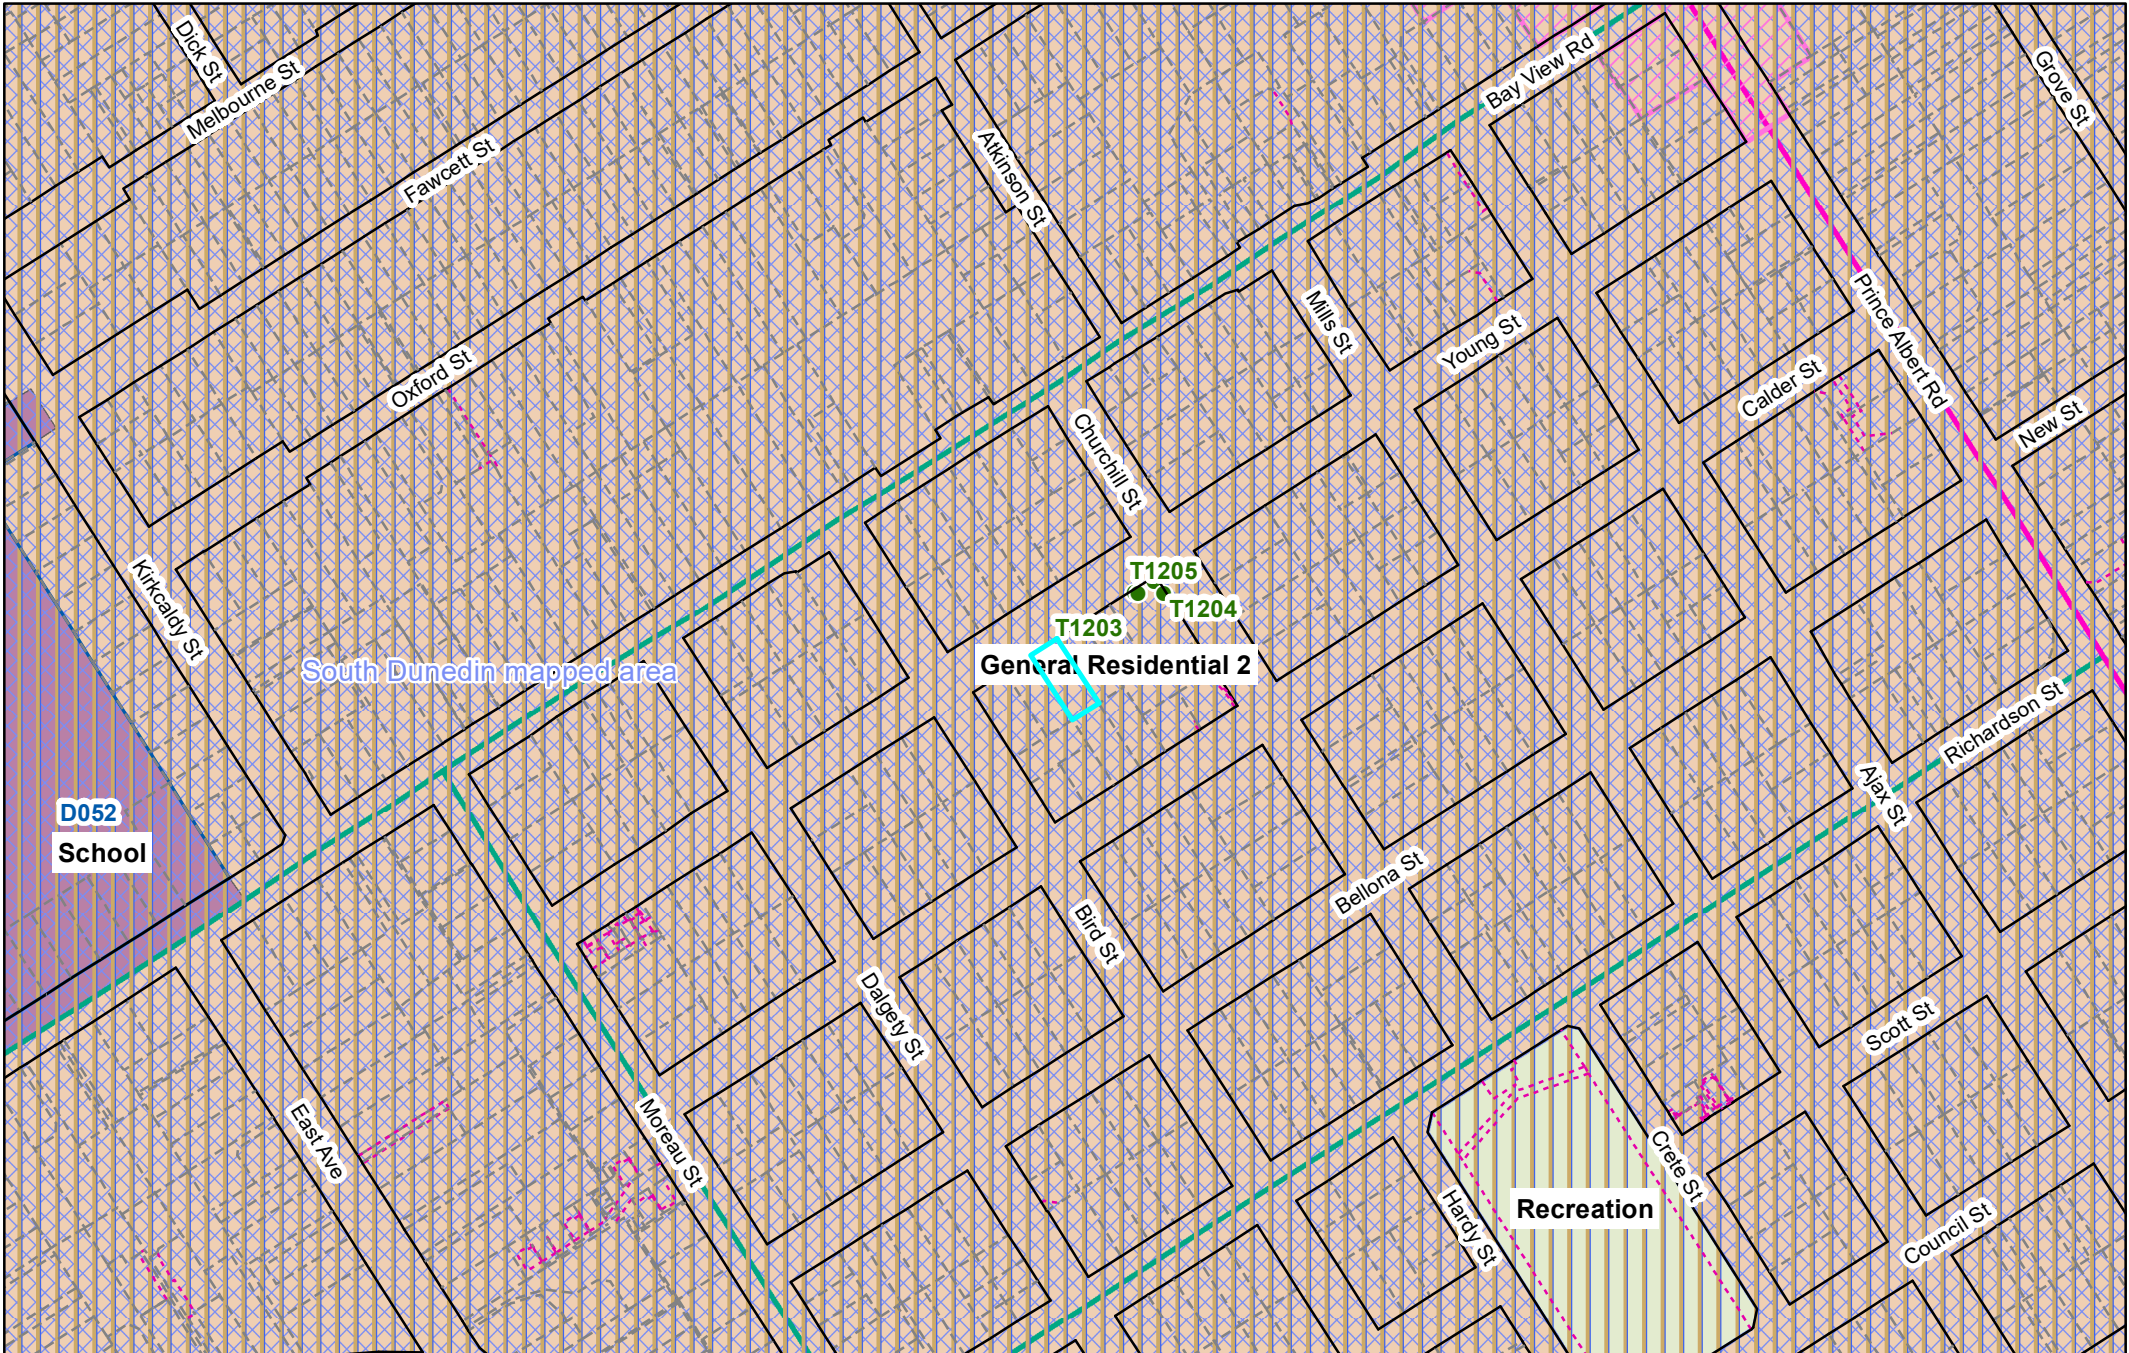 Dick St
Melbourne St
Fawcett St
Atkinson St
Bay View Rd
Grove St
Oxford St
Mills St
Young St
Prince Albert Rd
Calder St
New St
Churchill St
Kirkcaldy St
T1205
T1204
T1203
General Residential 2
South Dunedin mapped area
Richardson St
Ajax St
D052
School
Bellona St
Bird St
Dalgety St
Scott St
East Ave
Moreau St
Crete St
Recreation
Hardy St
Council St